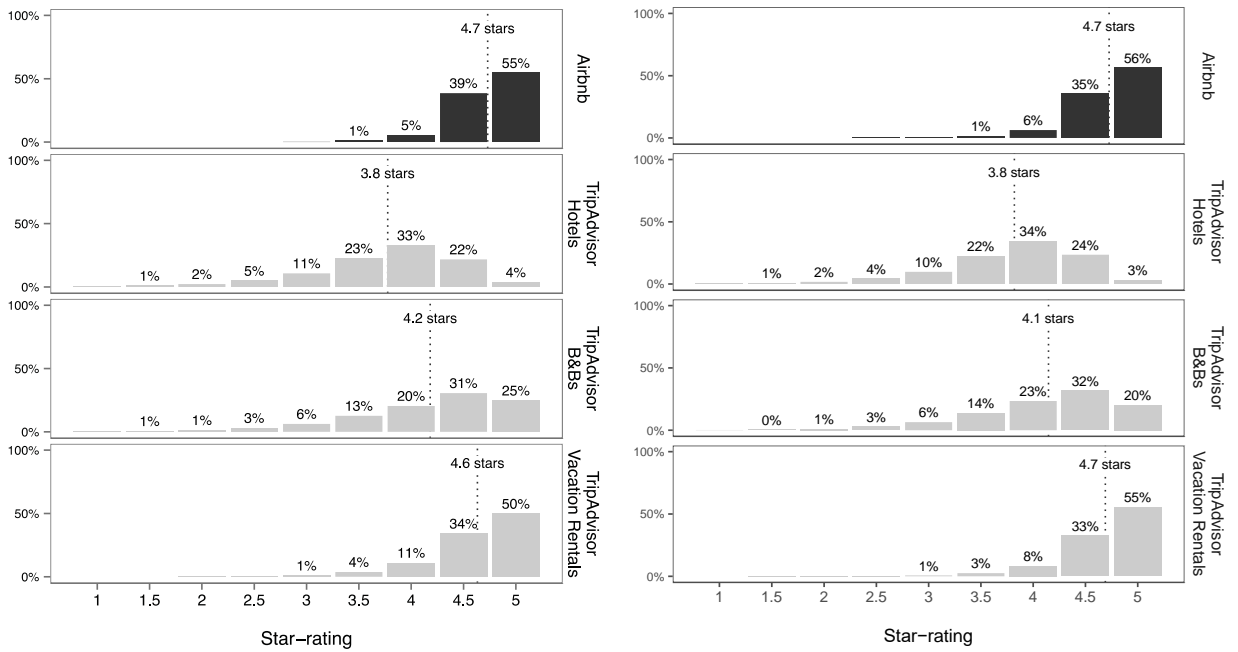 100%
4.7 stars
55%
39%
50%
5%
1%
0%
Airbnb
100%
3.8 stars
50%
33%
23%
22%
11%
5%
4%
2%
1%
0%
TripAdvisor
Hotels
100%
4.2 stars
50%
31%
25%
20%
13%
6%
3%
1%
1%
0%
TripAdvisor
B&Bs
100%
4.6 stars
50%
50%
34%
11%
4%
1%
0%
TripAdvisor
Vacation Rentals
1 1.5 2 2.5 3 3.5 4 4.5 5
Star-rating
100%
4.7 stars
56%
50%
35%
6%
1%
0%
Airbnb
100%
3.8 stars
50%
34%
24%
22%
10%
4%
3%
2%
1%
0%
TripAdvisor
Hotels
100%
4.1 stars
50%
32%
23%
20%
14%
6%
3%
1%
0%
0%
TripAdvisor
B&Bs
100%
4.7 stars
55%
50%
33%
8%
3%
1%
0%
TripAdvisor
Vacation Rentals
1 1.5 2 2.5 3 3.5 4 4.5 5
Star-rating